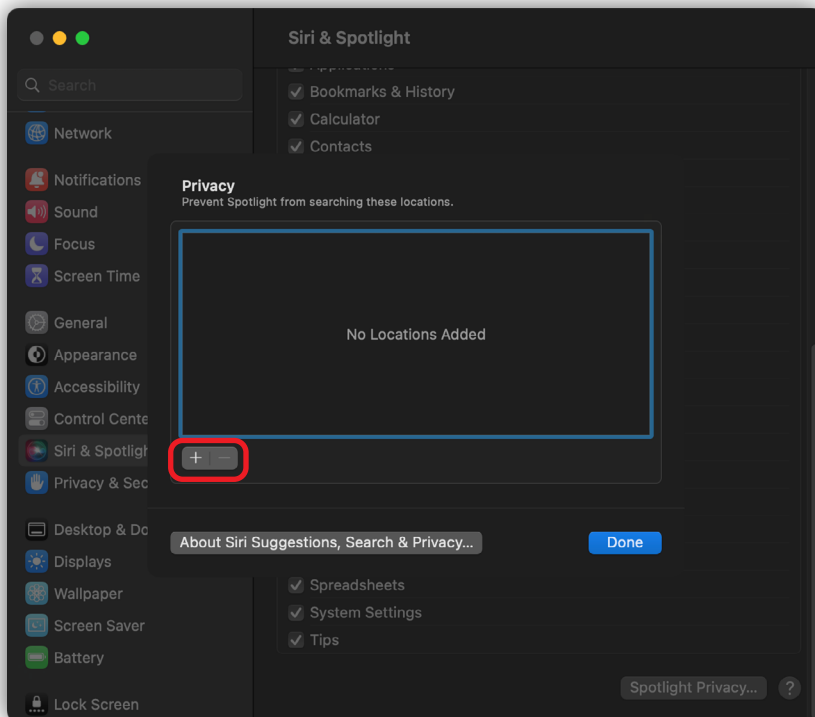 Siri & Spotlight
Search
Applications
Bookmarks & History
Calculator
Contacts
Network
Notifications
Sound
Focus
Screen Time
General
Appearance
Accessibility
Control Cente
Siri & Spotligh
Privacy & Sec
Desktop & Do
Displays
Wallpaper
Screen Saver
Battery
Lock Screen
Privacy
Prevent Spotlight from searching these locations.
No Locations Added
About Siri Suggestions, Search & Privacy...
Done
Spreadsheets
System Settings
Tips
Spotlight Privacy...
?